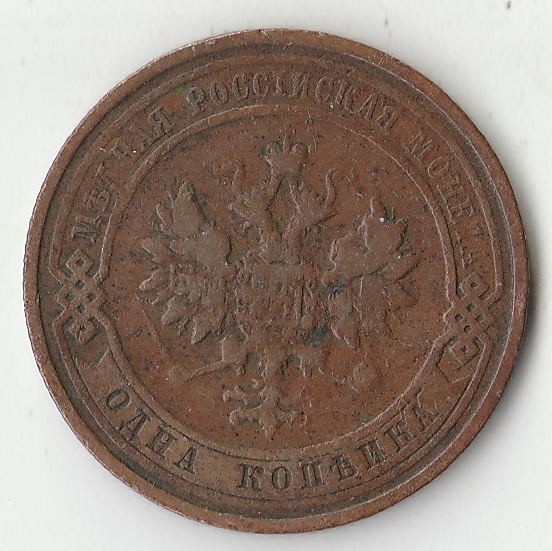 МѢДНАЯ РОССІЙСКАЯ МОНЕТА
ОДНА КОПѢЙКА